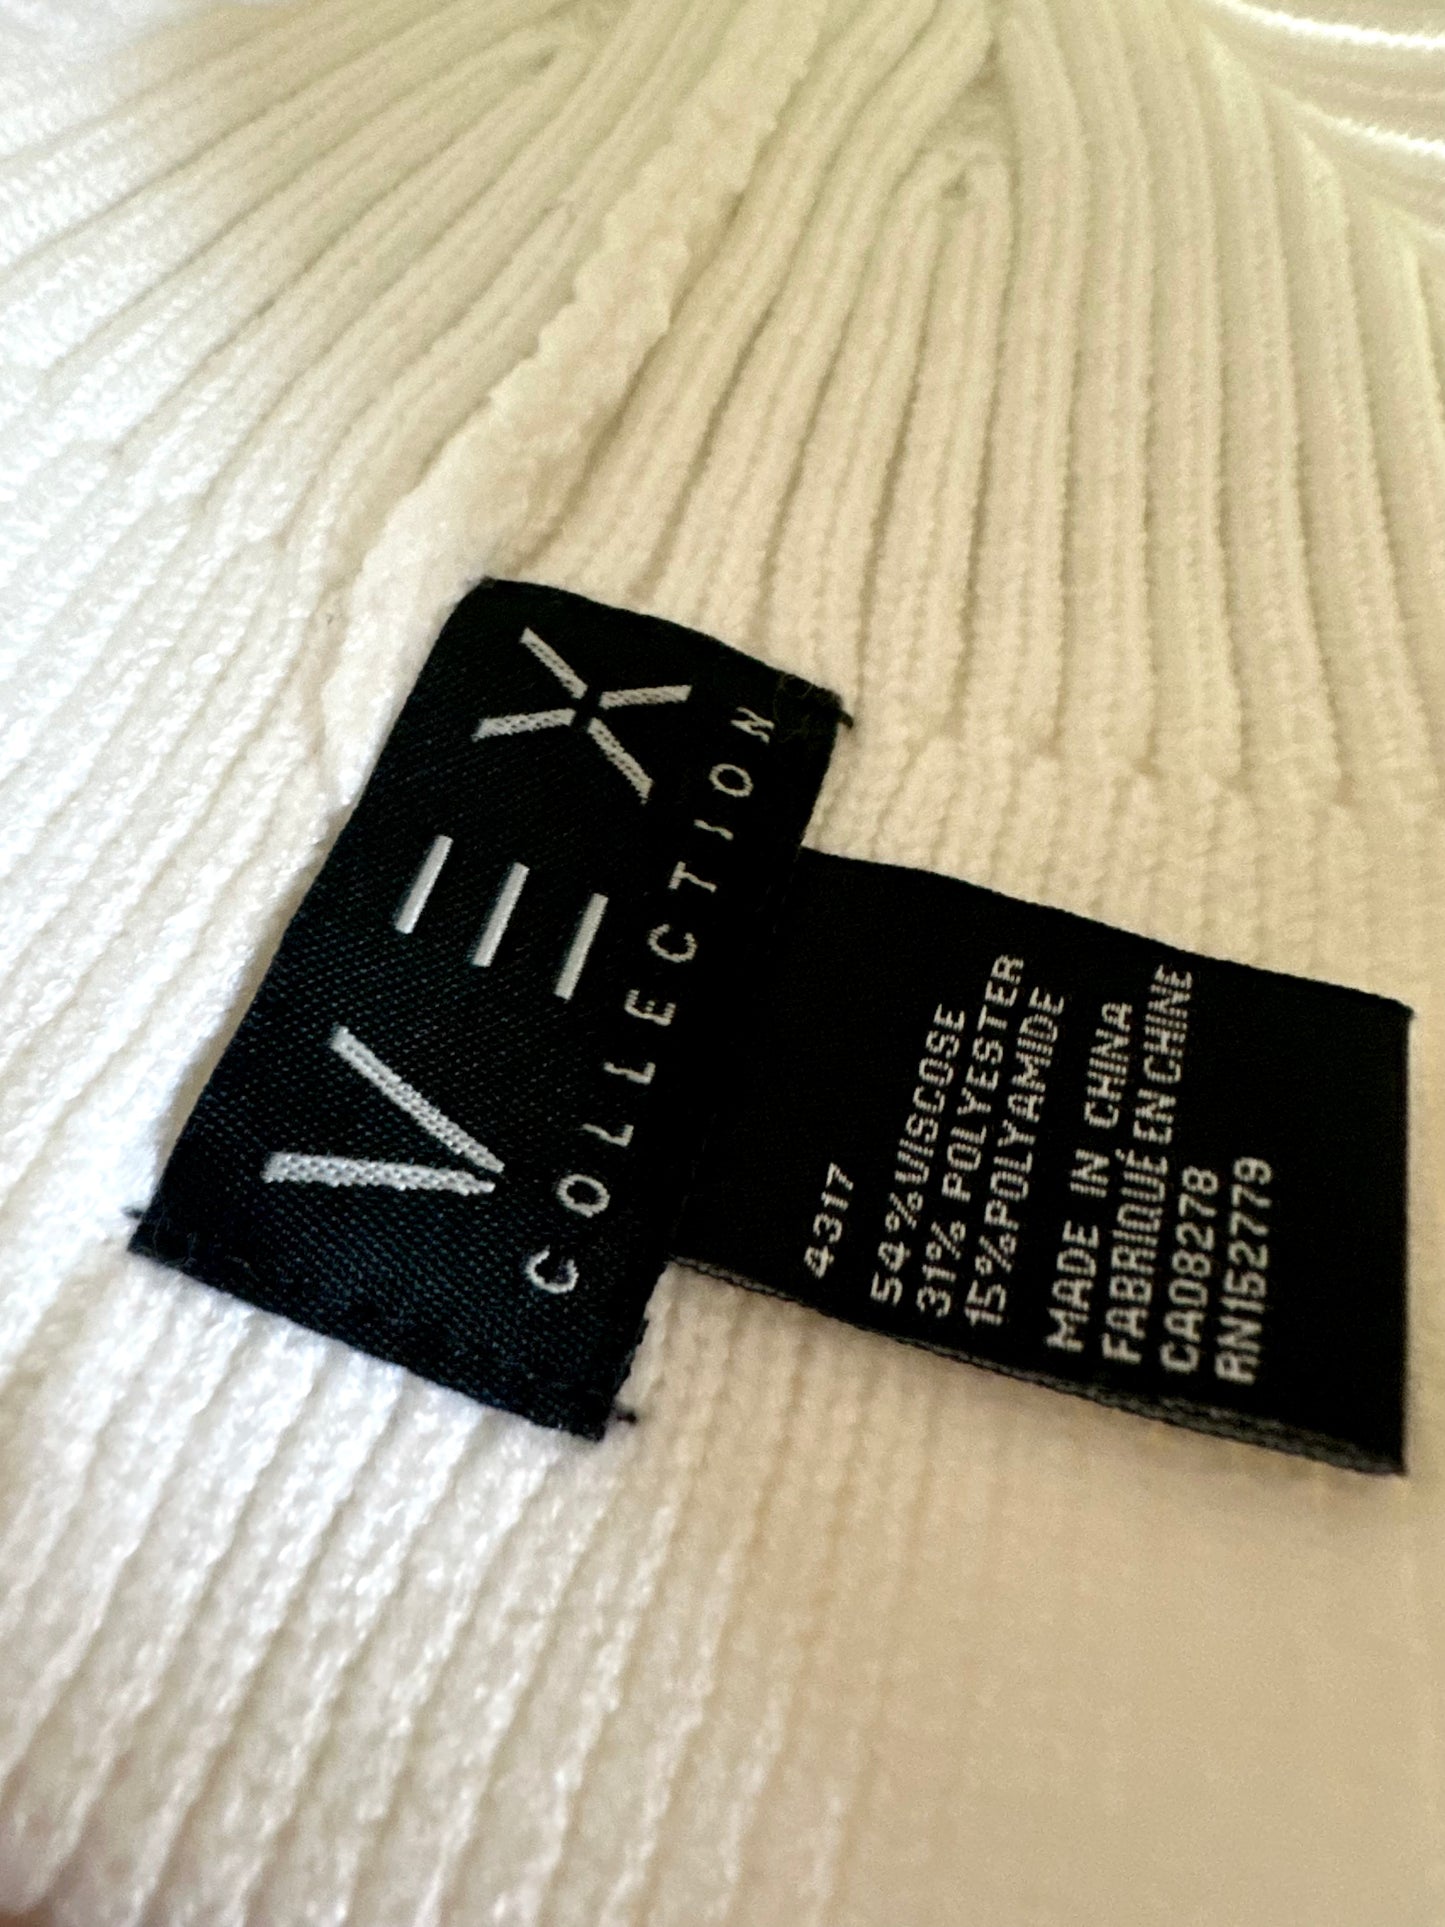 VEX
COLLECTION
4317
54% VISCOSE
31% POLYESTER
15% POLYAMIDE
MADE IN CHINA
FABRIQUÉ EN CHINE
CA08278
RN152779